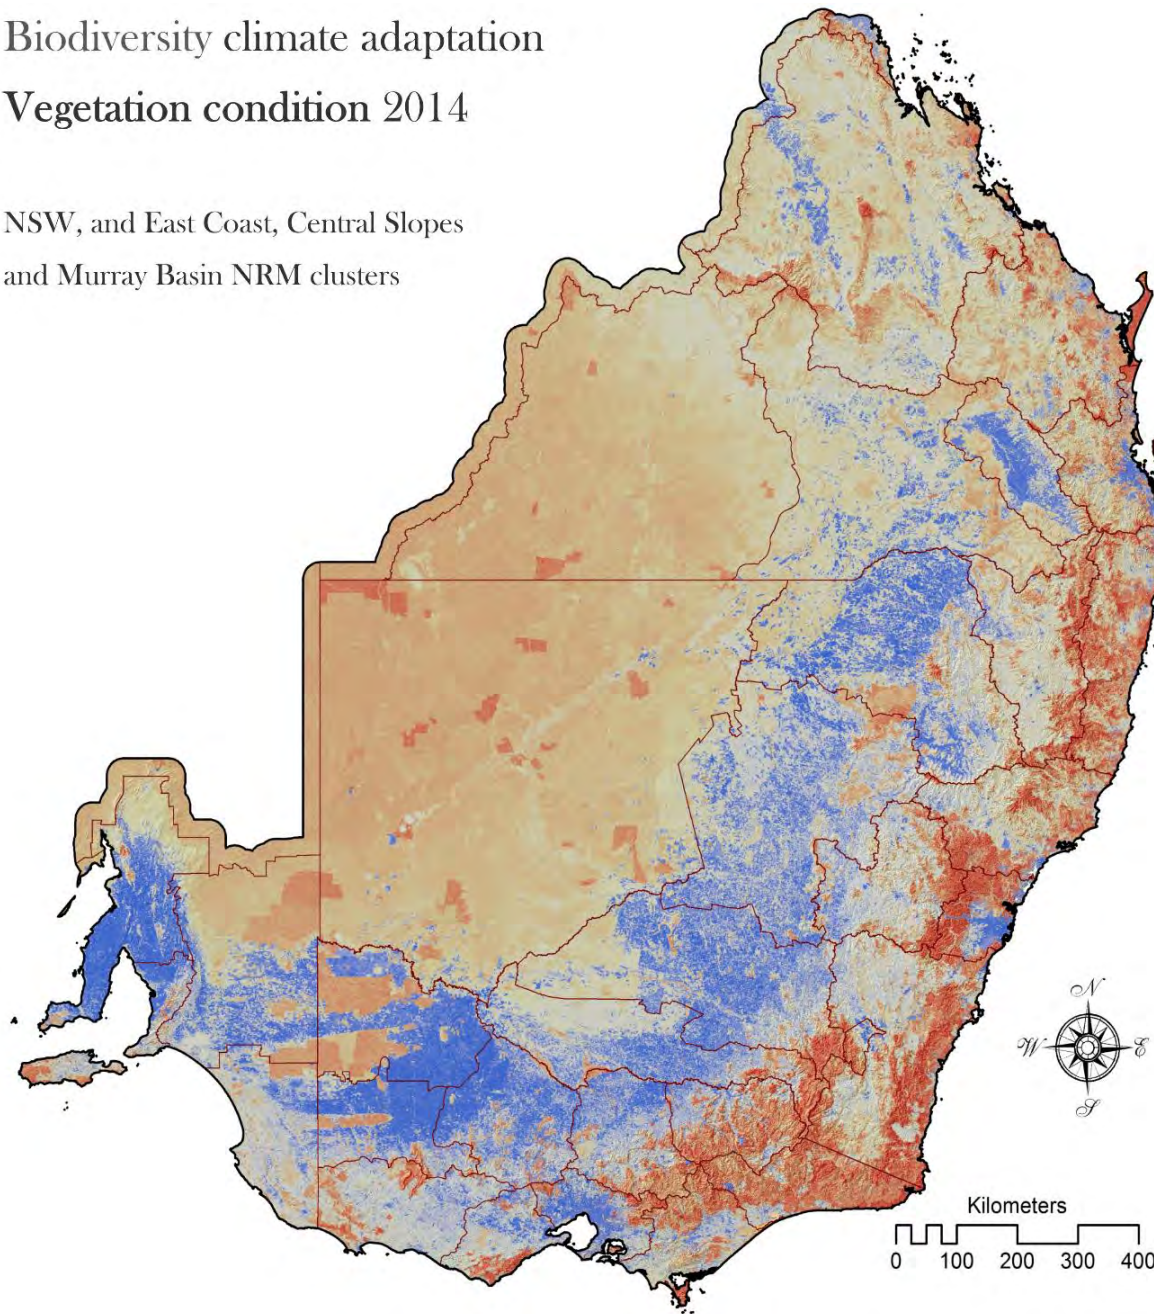 Biodiversity climate adaptation
Vegetation condition 2014
NSW, and East Coast, Central Slopes
and Murray Basin NRM clusters
N
W E
S
Kilometers
0 100 200 300 400